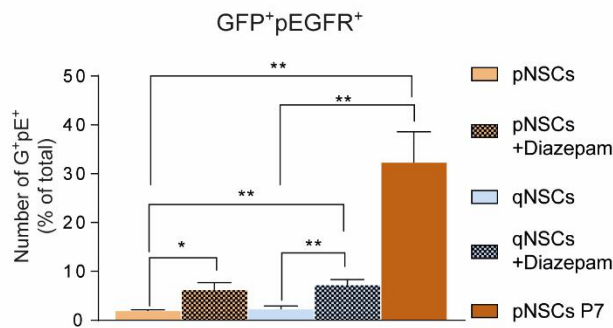 GFP⁺pEGFR⁺
Number of G⁺pE⁺
(% of total)
50
40
30
20
10
0
**
**
**
*
**
pNSCs
pNSCs
+Diazepam
qNSCs
qNSCs
+Diazepam
pNSCs P7